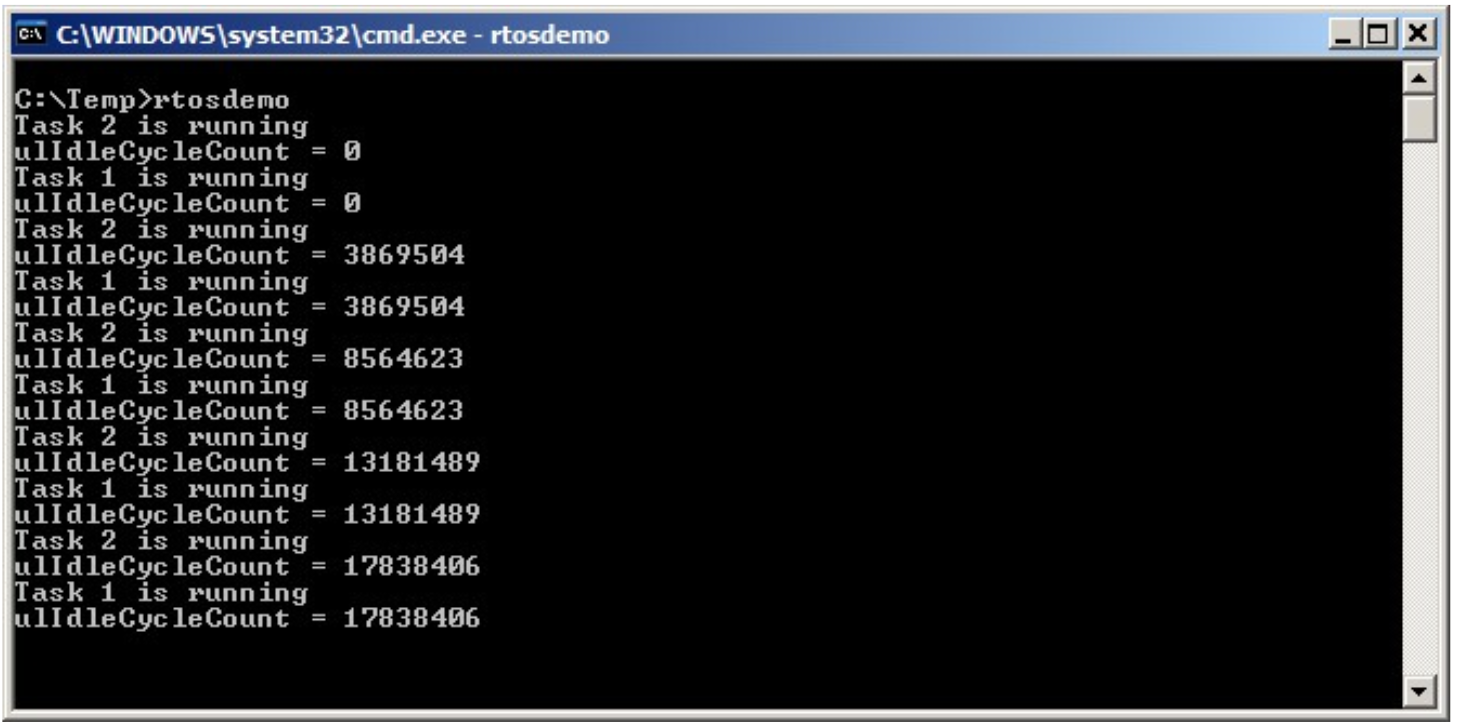 C:\WINDOWS\system32\cmd.exe - rtosdemo
C:\Temp>rtosdemo
Task 2 is running
ulIdleCycleCount = 0
Task 1 is running
ulIdleCycleCount = 0
Task 2 is running
ulIdleCycleCount = 3869504
Task 1 is running
ulIdleCycleCount = 3869504
Task 2 is running
ulIdleCycleCount = 8564623
Task 1 is running
ulIdleCycleCount = 8564623
Task 2 is running
ulIdleCycleCount = 13181489
Task 1 is running
ulIdleCycleCount = 13181489
Task 2 is running
ulIdleCycleCount = 17838406
Task 1 is running
ulIdleCycleCount = 17838406